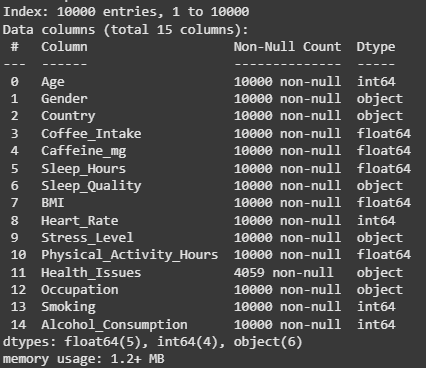 Index: 10000 entries, 1 to 10000
Data columns (total 15 columns):
 #   Column                   Non-Null Count  Dtype
---  ------                   --------------  -----
 0   Age                      10000 non-null  int64
 1   Gender                   10000 non-null  object
 2   Country                  10000 non-null  object
 3   Coffee_Intake            10000 non-null  float64
 4   Caffeine_mg              10000 non-null  float64
 5   Sleep_Hours              10000 non-null  float64
 6   Sleep_Quality            10000 non-null  object
 7   BMI                      10000 non-null  float64
 8   Heart_Rate               10000 non-null  int64
 9   Stress_Level             10000 non-null  object
 10  Physical_Activity_Hours  10000 non-null  float64
 11  Health_Issues            4059 non-null   object
 12  Occupation               10000 non-null  object
 13  Smoking                  10000 non-null  int64
 14  Alcohol_Consumption      10000 non-null  int64
dtypes: float64(5), int64(4), object(6)
memory usage: 1.2+ MB